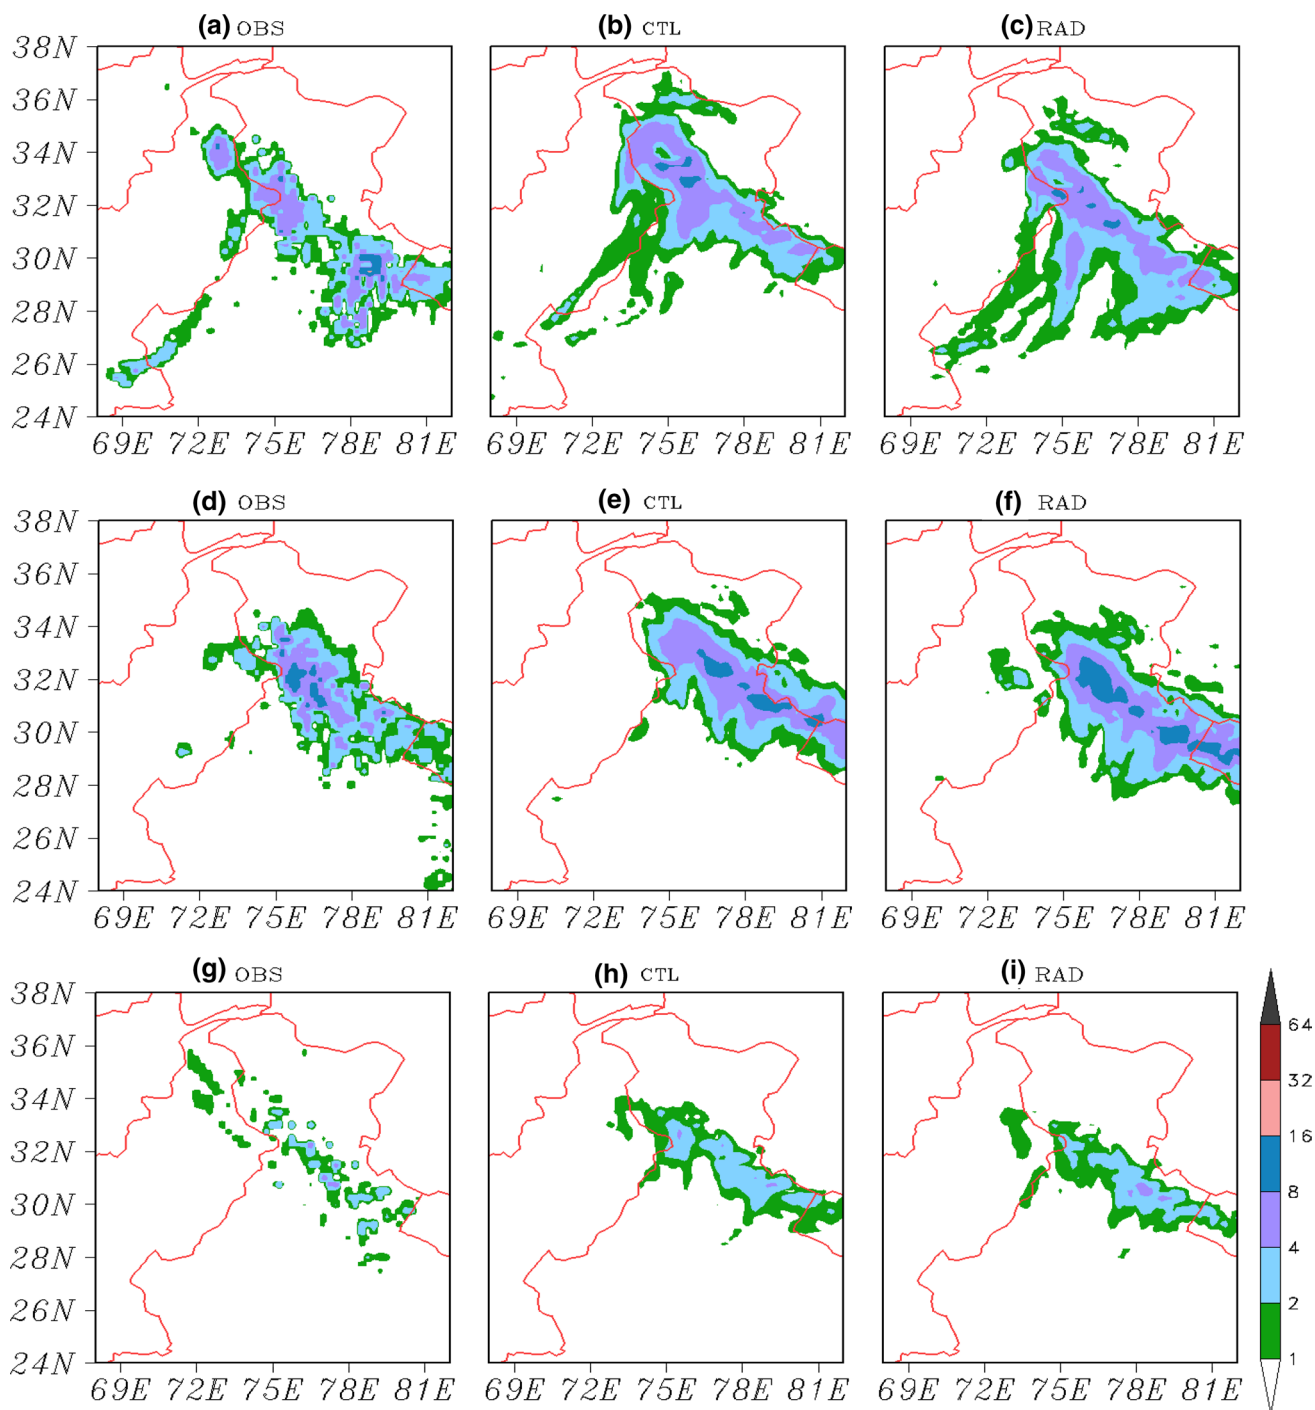 (a) OBS (b) CTL (c) RAD
38N
36N
34N
32N
30N
28N
26N
24N
69E 72E 75E 78E 81E 69E 72E 75E 78E 81E 69E 72E 75E 78E 81E
(d) OBS (e) CTL (f) RAD
38N
36N
34N
32N
30N
28N
26N
24N
69E 72E 75E 78E 81E 69E 72E 75E 78E 81E 69E 72E 75E 78E 81E
(g) OBS (h) CTL (i) RAD
38N
36N
34N
32N
30N
28N
26N
24N
69E 72E 75E 78E 81E 69E 72E 75E 78E 81E 69E 72E 75E 78E 81E
64
32
16
8
4
2
1